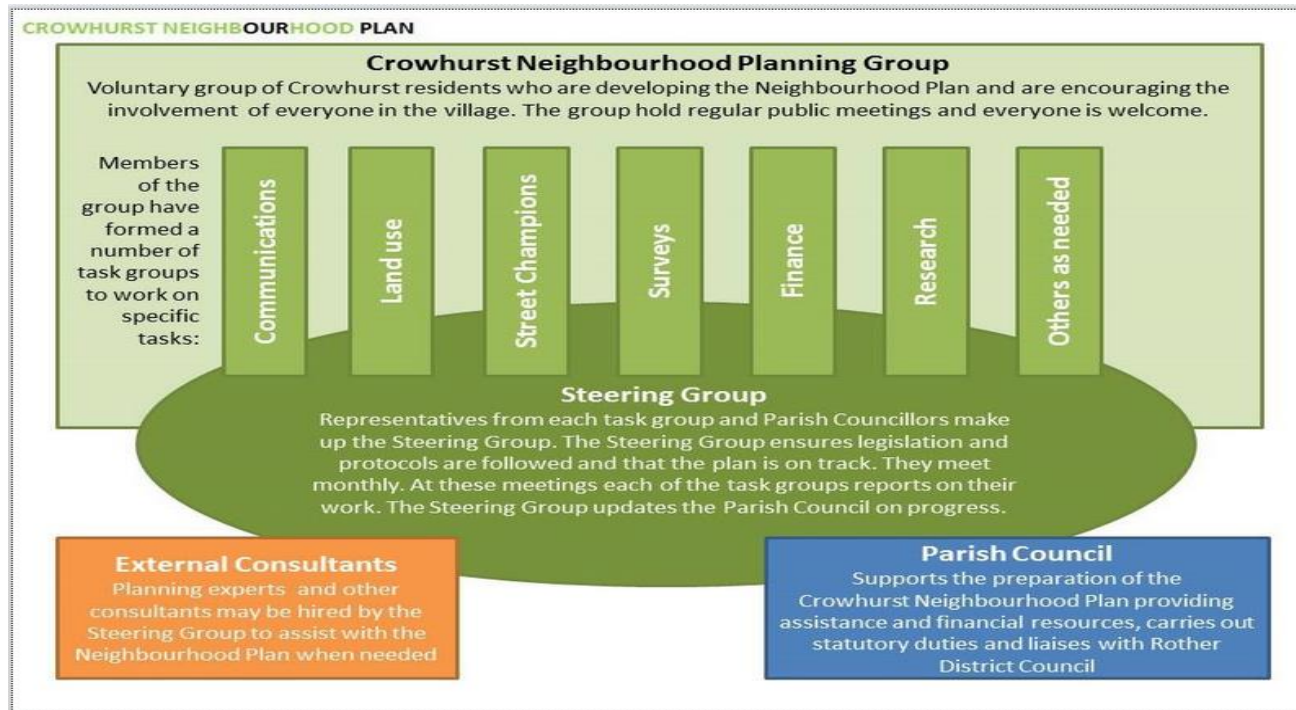 CROWHURST NEIGHBOURHOOD PLAN
Crowhurst Neighbourhood Planning Group
Voluntary group of Crowhurst residents who are developing the Neighbourhood Plan and are encouraging the
involvement of everyone in the village. The group hold regular public meetings and everyone is welcome.
Members
of the
group have
formed a
number of
task groups
to work on
specific
tasks:
Communications
Land use
Street Champions
Surveys
Finance
Research
Others as needed
Steering Group
Representatives from each task group and Parish Councillors make
up the Steering Group. The Steering Group ensures legislation and
protocols are followed and that the plan is on track. They meet
monthly. At these meetings each of the task groups reports on their
work. The Steering Group updates the Parish Council on progress.
External Consultants
Planning experts and other
consultants may be hired by the
Steering Group to assist with the
Neighbourhood Plan when needed
Parish Council
Supports the preparation of the
Crowhurst Neighbourhood Plan providing
assistance and financial resources, carries out
statutory duties and liaises with Rother
District Council